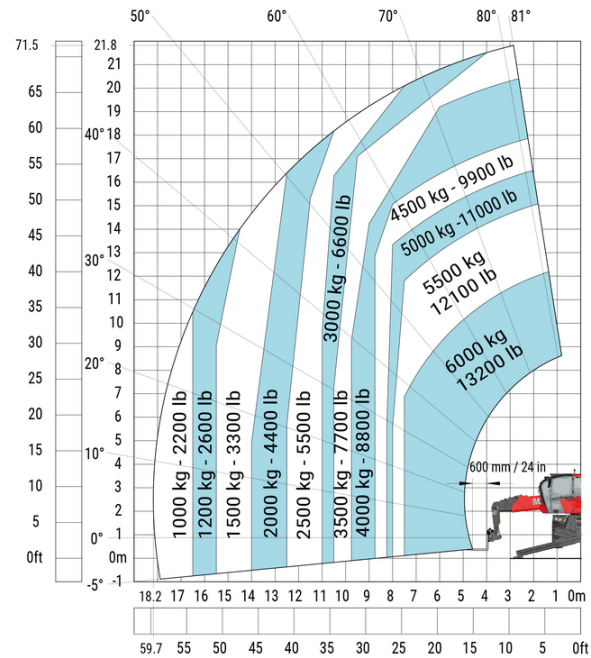 50°
60°
70°
80°
81°
71.5
65
60
55
50
45
40
35
30
25
20
15
10
5
0ft
21.8
21
20
19
40° 18
17
16
15
14
30° 13
12
11
10
9
20° 8
7
6
5
10° 4
3
2
0° 1
0m
-5° -1
4500 kg - 9900 lb
5000 kg -11000 lb
5500 kg
12100 lb
6000 kg
13200 lb
1000 kg - 2200 lb
1200 kg - 2600 lb
1500 kg - 3300 lb
2000 kg - 4400 lb
2500 kg - 5500 lb
3000 kg - 6600 lb
3500 kg - 7700 lb
4000 kg - 8800 lb
600 mm / 24 in
18.2 17 16 15 14 13 12 11 10 9 8 7 6 5 4 3 2 1 0m
59.7 55 50 45 40 35 30 25 20 15 10 5 0ft